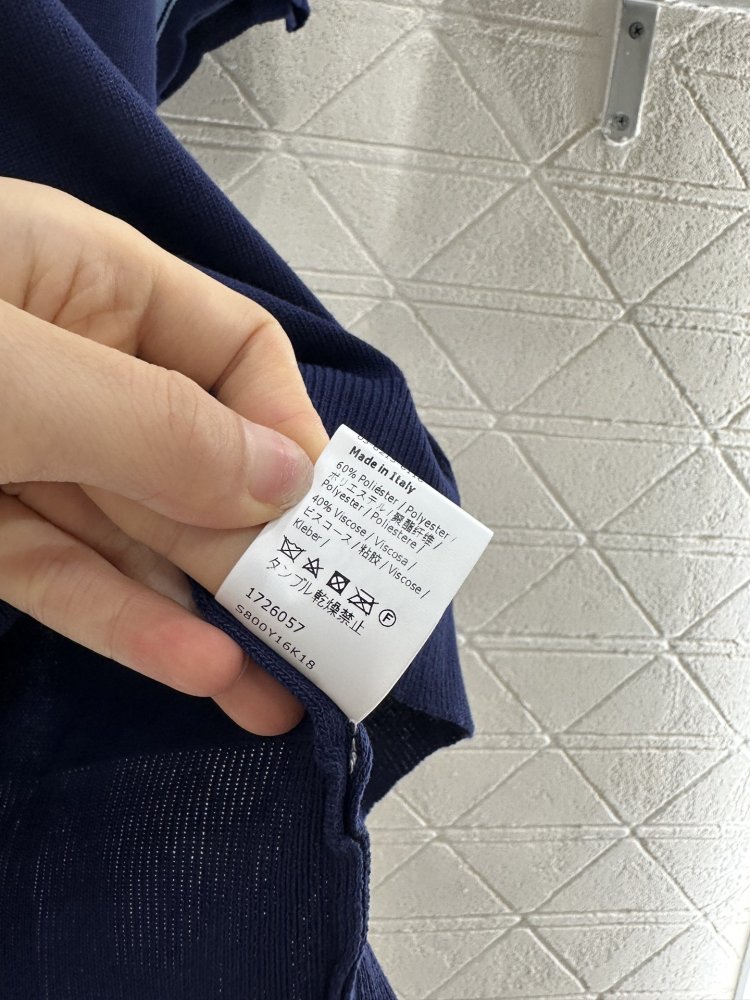 Made in Italy
60% Poliéster / Polyester /
ポリエステル / 聚酯纤维 /
Polyester / Poliestere /
40% Viscose / Viscosa /
ビスコース / 粘胶 / Viscose /
Kleber /
F
タンブル乾燥禁止
1726057
S800Y16K18